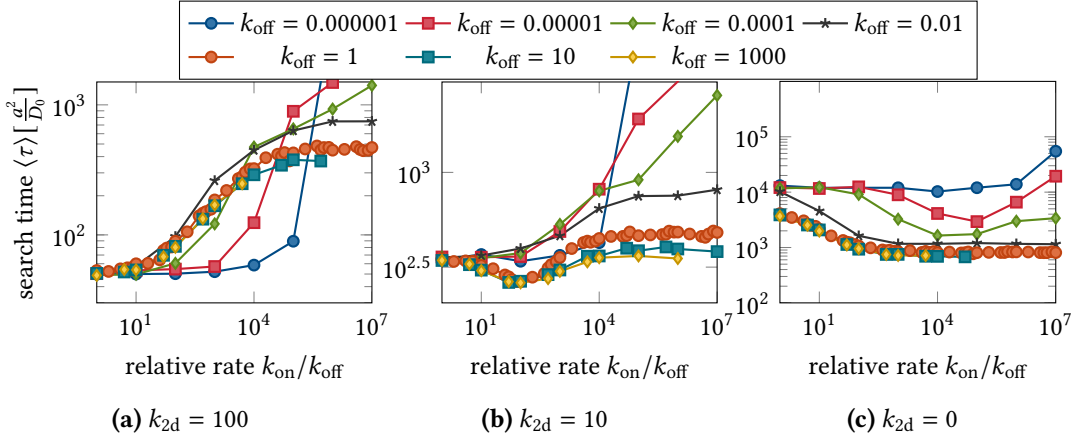 k_off = 0.000001 k_off = 0.00001 k_off = 0.0001 k_off = 0.01
k_off = 1 k_off = 10 k_off = 1000
search time ⟨τ⟩ [a²/D₀]
10³
10²
10¹ 10⁴ 10⁷
relative rate k_on/k_off
(a) k_2d = 100
10³
10^2.5
10¹ 10⁴ 10⁷
relative rate k_on/k_off
(b) k_2d = 10
10⁵
10⁴
10³
10²
10¹ 10⁴ 10⁷
relative rate k_on/k_off
(c) k_2d = 0